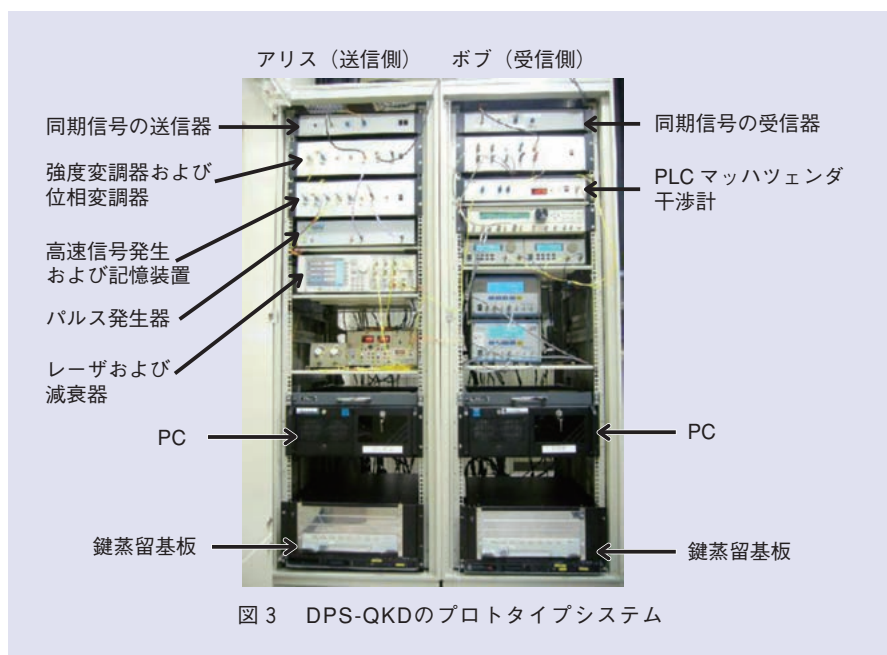 アリス（送信側）
ボブ（受信側）
同期信号の送信器
強度変調器および
位相変調器
高速信号発生
および記憶装置
パルス発生器
レーザおよび
減衰器
PC
鍵蒸留基板
同期信号の受信器
PLC マッハツェンダ
干渉計
PC
鍵蒸留基板
図 3　DPS-QKDのプロトタイプシステム